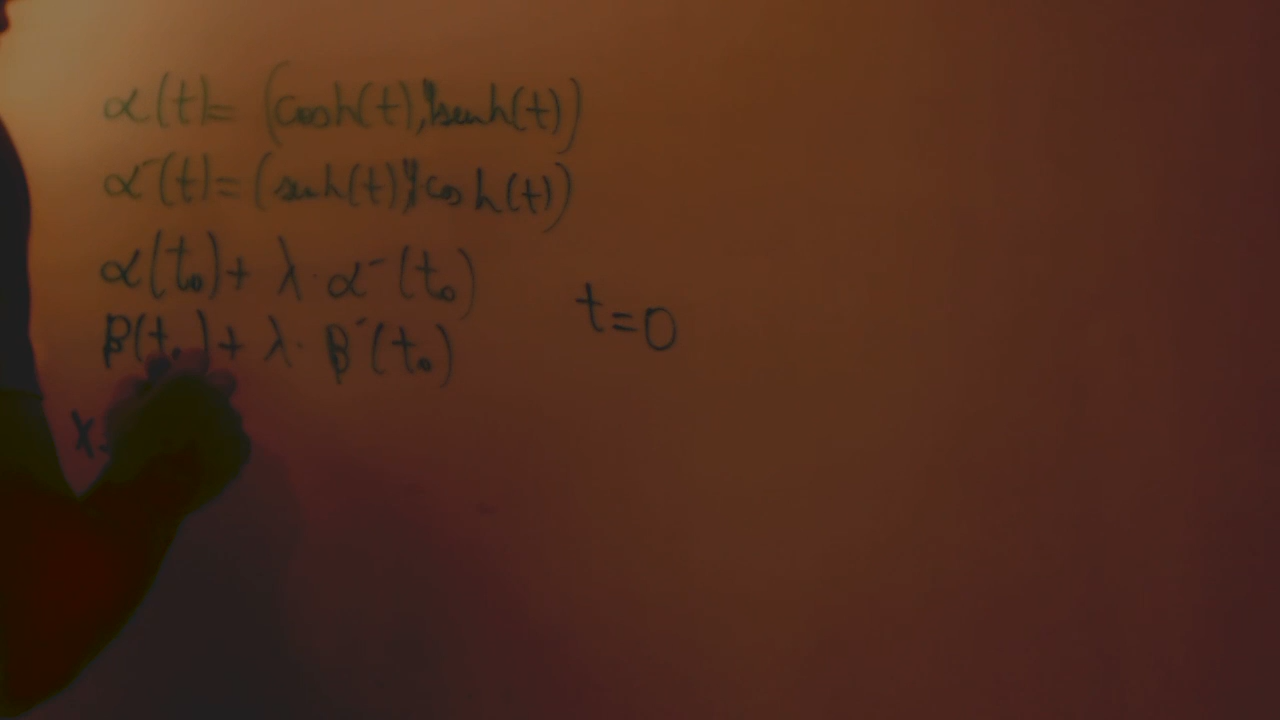 α(t)= (cosh(t), senh(t))
α´(t)= (senh(t), cosh(t))
α(t₀)+ λ·α´(t₀)
β(t₀)+ λ·β´(t₀)
t=0
x